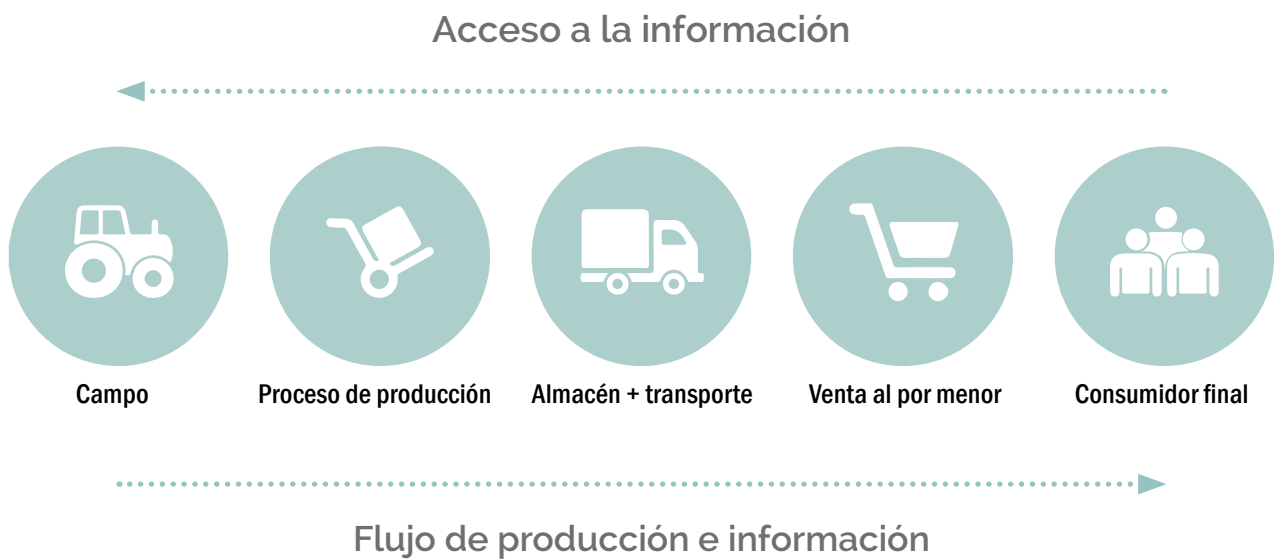 Acceso a la información
Campo
Proceso de producción
Almacén + transporte
Venta al por menor
Consumidor final
Flujo de producción e información